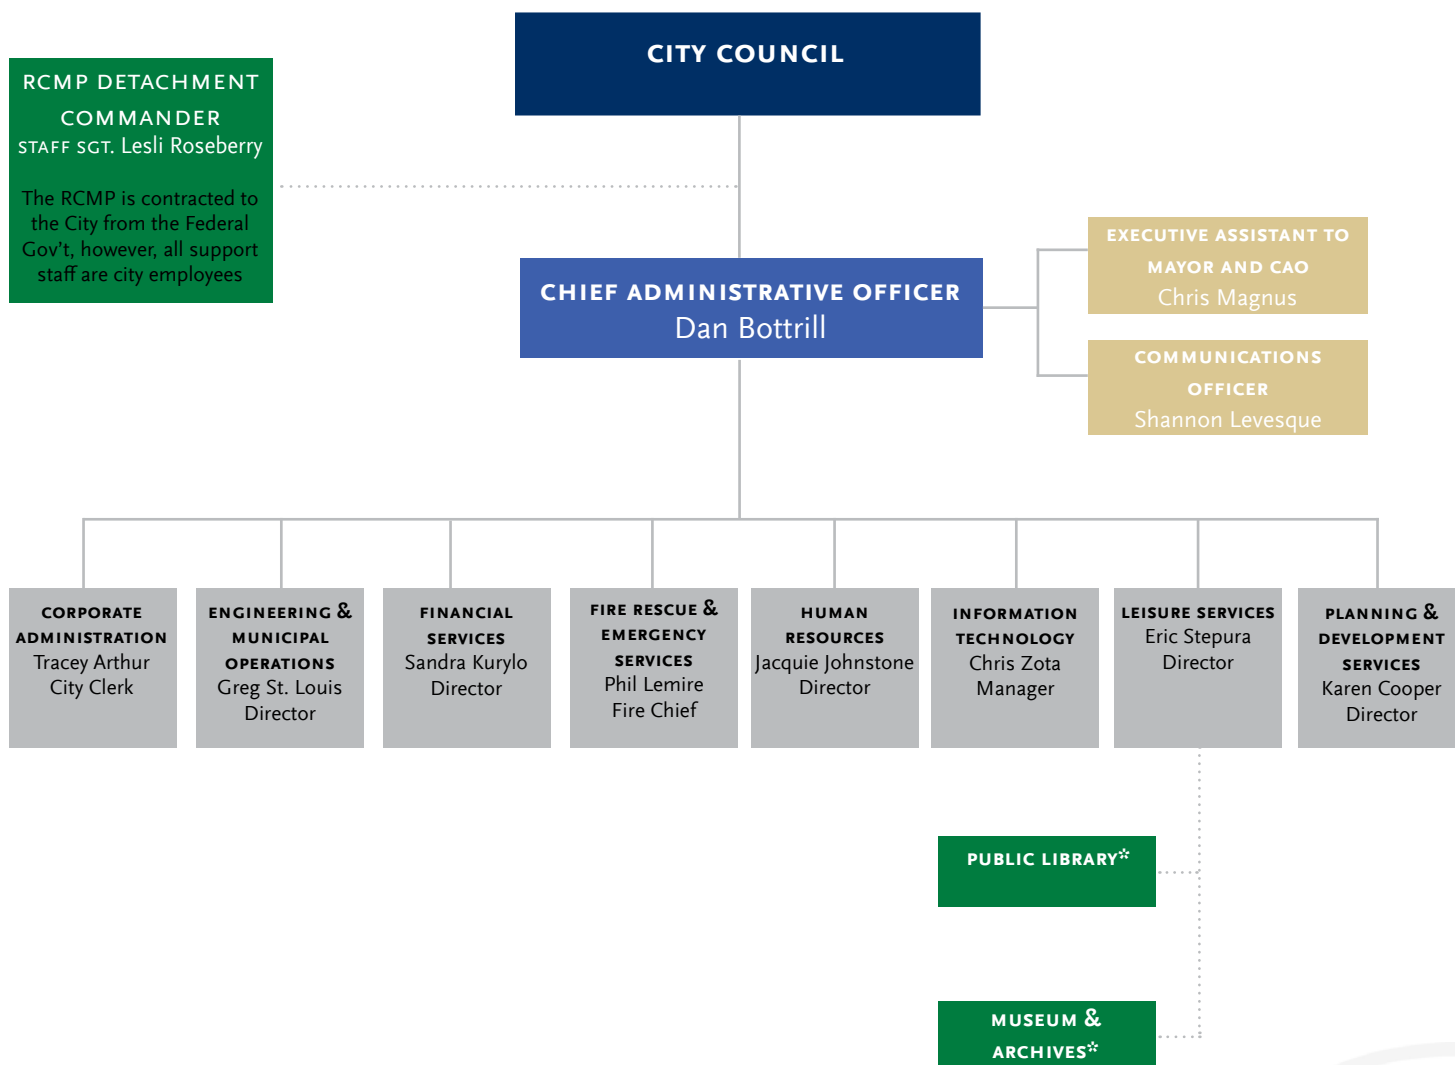 CITY COUNCIL
RCMP DETACHMENT
COMMANDER
STAFF SGT. Lesli Roseberry
The RCMP is contracted to
the City from the Federal
Gov't, however, all support
staff are city employees
EXECUTIVE ASSISTANT TO
MAYOR AND CAO
Chris Magnus
CHIEF ADMINISTRATIVE OFFICER
Dan Bottrill
COMMUNICATIONS
OFFICER
Shannon Levesque
CORPORATE
ADMINISTRATION
Tracey Arthur
City Clerk
ENGINEERING &
MUNICIPAL
OPERATIONS
Greg St. Louis
Director
FINANCIAL
SERVICES
Sandra Kurylo
Director
FIRE RESCUE &
EMERGENCY
SERVICES
Phil Lemire
Fire Chief
HUMAN
RESOURCES
Jacquie Johnstone
Director
INFORMATION
TECHNOLOGY
Chris Zota
Manager
LEISURE SERVICES
Eric Stepura
Director
PLANNING &
DEVELOPMENT
SERVICES
Karen Cooper
Director
PUBLIC LIBRARY*
MUSEUM &
ARCHIVES*